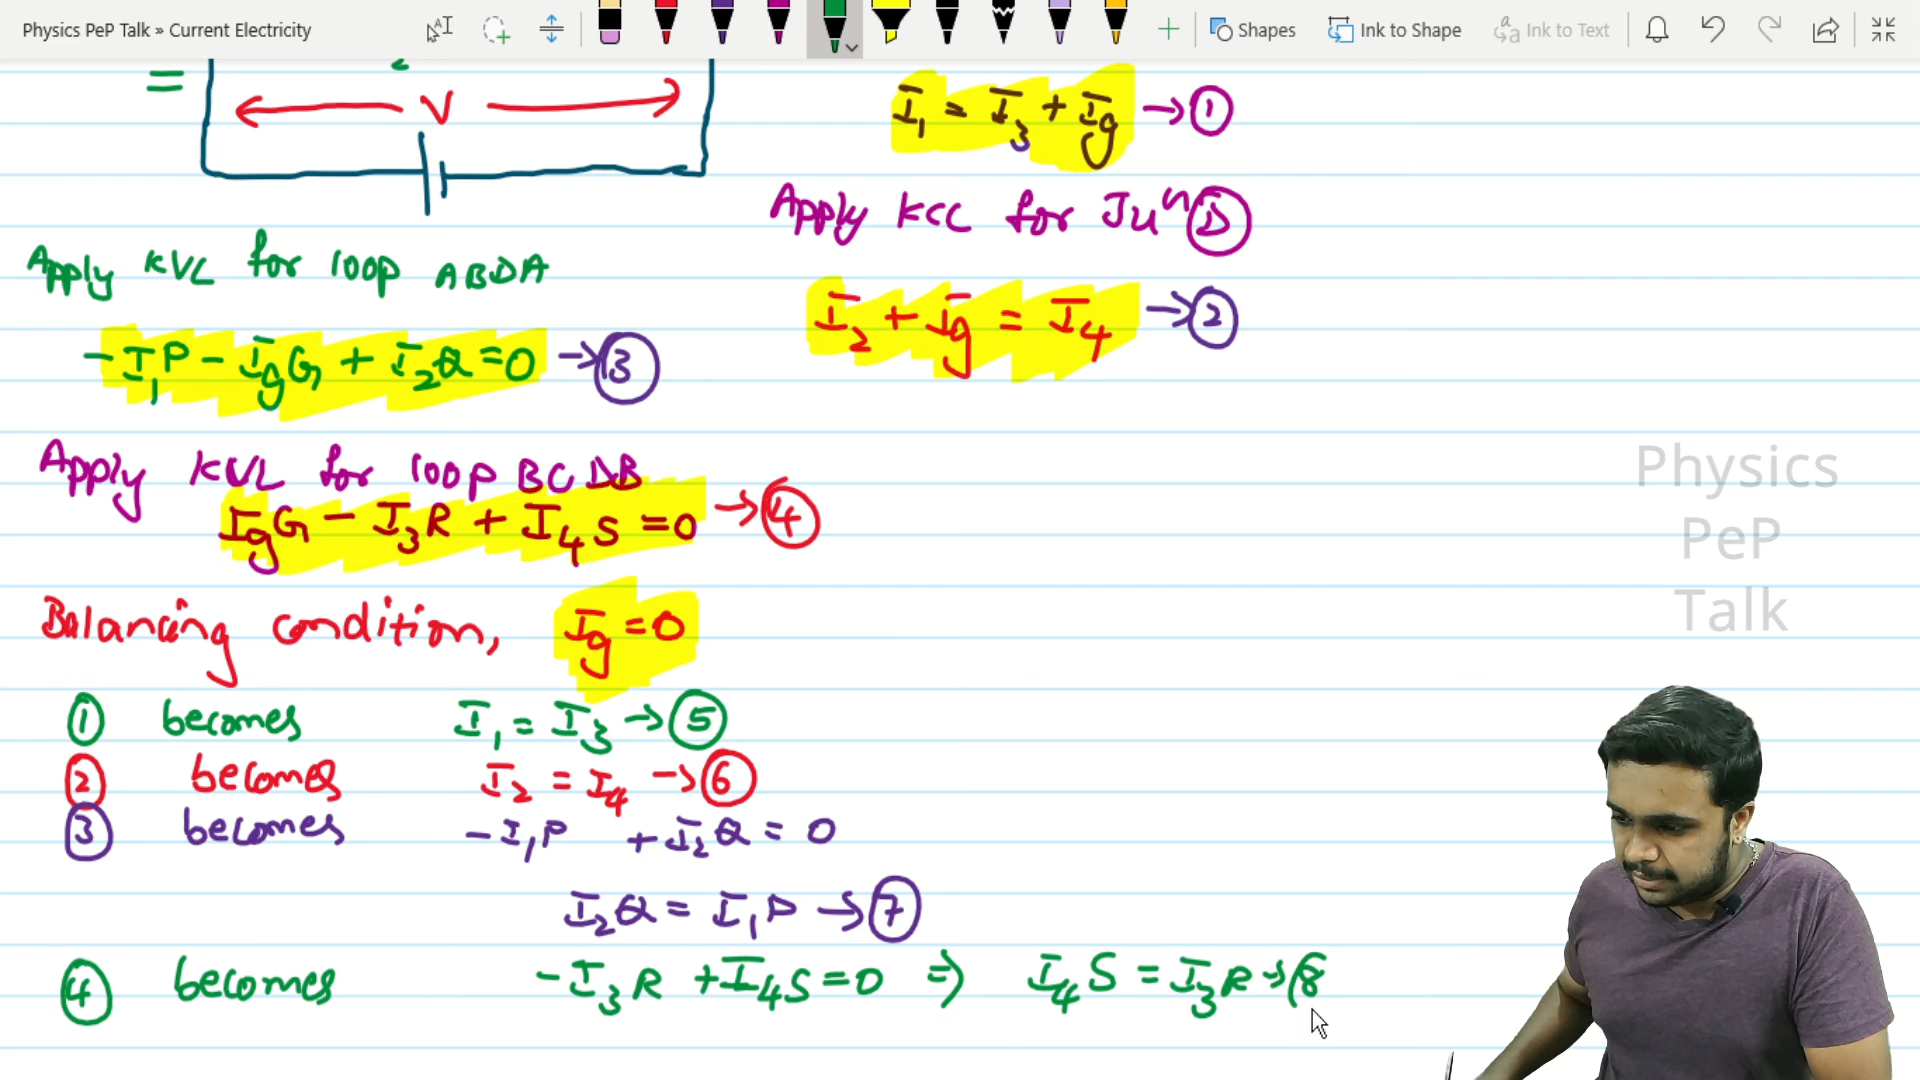 Physics PeP Talk » Current Electricity
Shapes
Ink to Shape
Ink to Text
= V
I₁ = I₃ + Ig → ①
Apply KCL for Juⁿ Ⓓ
I₂ + Ig = I₄ → ②
Apply KVL for loop ABDA
-I₁P - IgG + I₂Q = 0 → ③
Apply KVL for loop BCDB
IgG - I₃R + I₄S = 0 → ④
Balancing condition, Ig = 0
① becomes I₁ = I₃ → ⑤
② becomes I₂ = I₄ → ⑥
③ becomes -I₁P + I₂Q = 0
I₂Q = I₁P → ⑦
④ becomes -I₃R + I₄S = 0 ⇒ I₄S = I₃R → (8
Physics
PeP
Talk